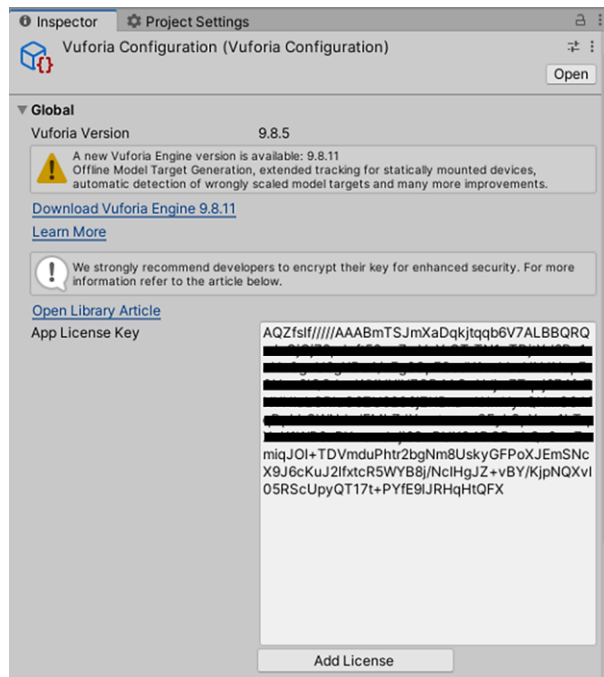 Inspector
Project Settings
Vuforia Configuration (Vuforia Configuration)
Open
Global
Vuforia Version 9.8.5
A new Vuforia Engine version is available: 9.8.11
Offline Model Target Generation, extended tracking for statically mounted devices,
automatic detection of wrongly scaled model targets and many more improvements.
Download Vuforia Engine 9.8.11
Learn More
We strongly recommend developers to encrypt their key for enhanced security. For more
information refer to the article below.
Open Library Article
App License Key
AQZfslf/////AAABmTSJmXaDqkjtqqb6V7ALBBQRQ
miqJOI+TDVmduPhtr2bgNm8UskyGFPoXJEmSNc
X9J6cKuJ2lfxtcR5WYB8j/NcIHgJZ+vBY/KjpNQXvI
05RScUpyQT17t+PYfE9lJRHqHtQFX
Add License